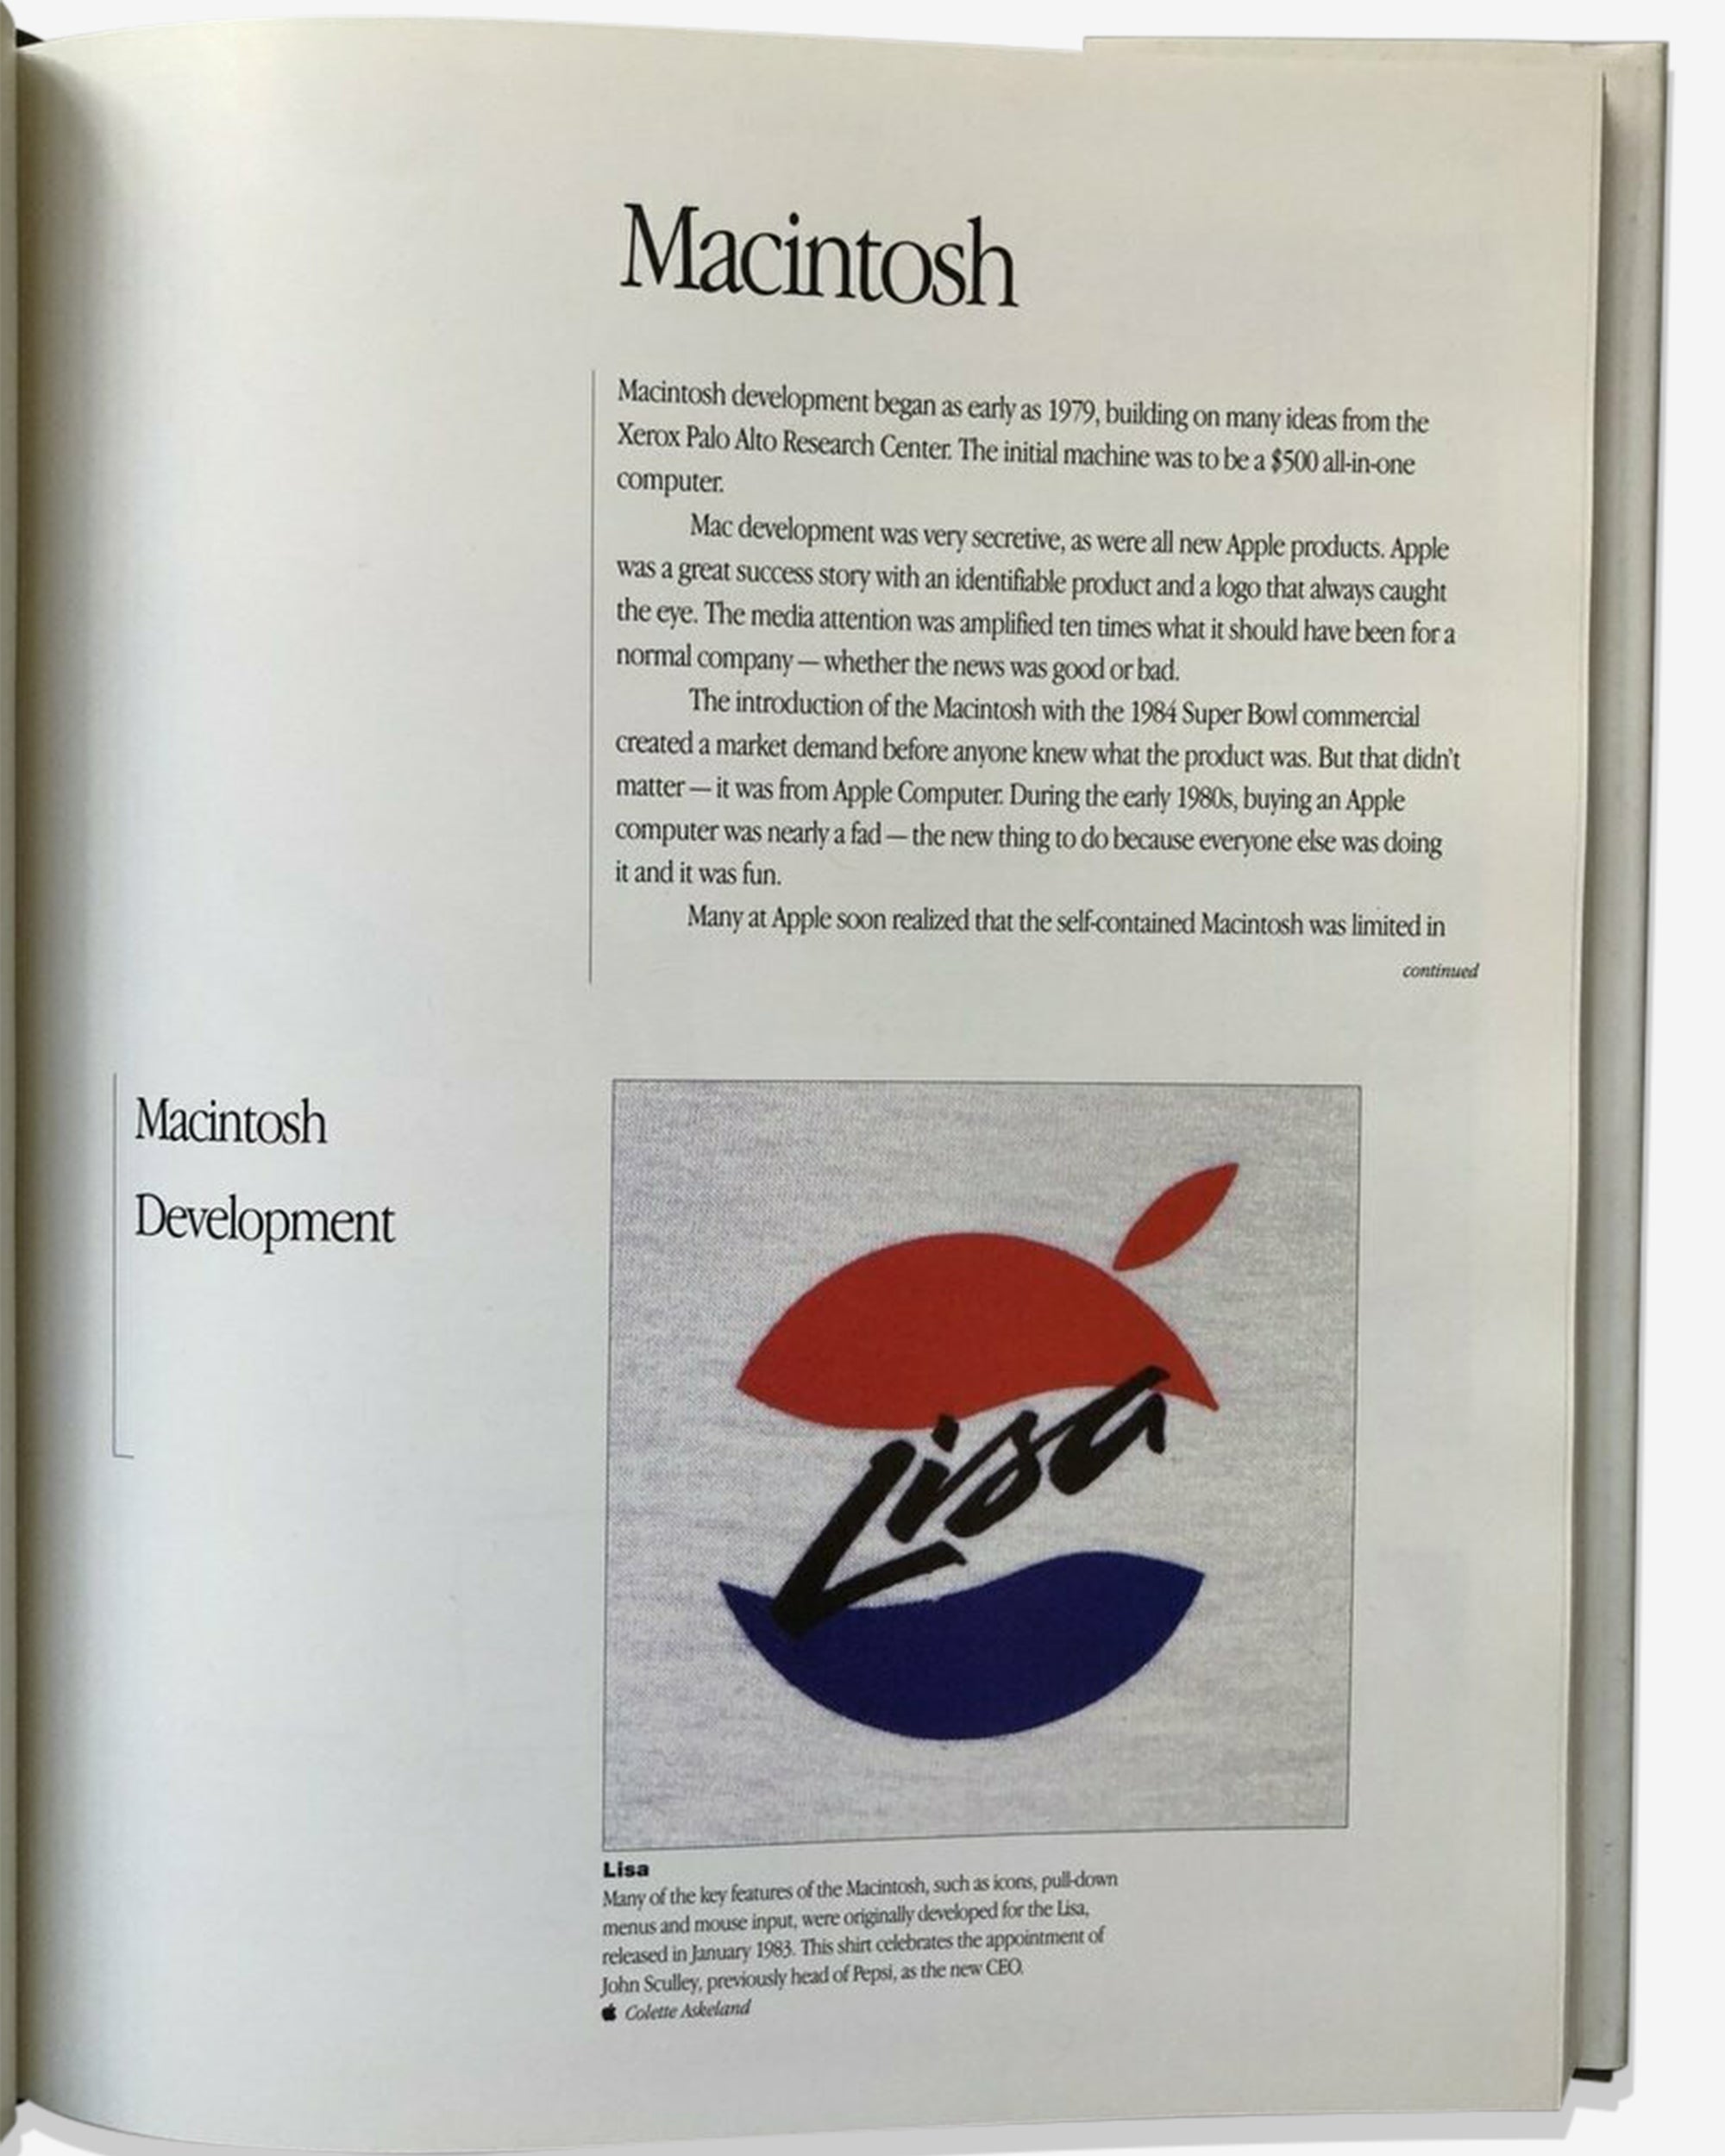 Macintosh
Macintosh development began as early as 1979, building on many ideas from the
Xerox Palo Alto Research Center. The initial machine was to be a $500 all-in-one
computer.
Mac development was very secretive, as were all new Apple products. Apple
was a great success story with an identifiable product and a logo that always caught
the eye. The media attention was amplified ten times what it should have been for a
normal company — whether the news was good or bad.
The introduction of the Macintosh with the 1984 Super Bowl commercial
created a market demand before anyone knew what the product was. But that didn't
matter — it was from Apple Computer. During the early 1980s, buying an Apple
computer was nearly a fad — the new thing to do because everyone else was doing
it and it was fun.
Many at Apple soon realized that the self-contained Macintosh was limited in
continued
Macintosh
Development
Lisa
Lisa
Many of the key features of the Macintosh, such as icons, pull-down
menus and mouse input, were originally developed for the Lisa,
released in January 1983. This shirt celebrates the appointment of
John Sculley, previously head of Pepsi, as the new CEO.
Colette Askeland